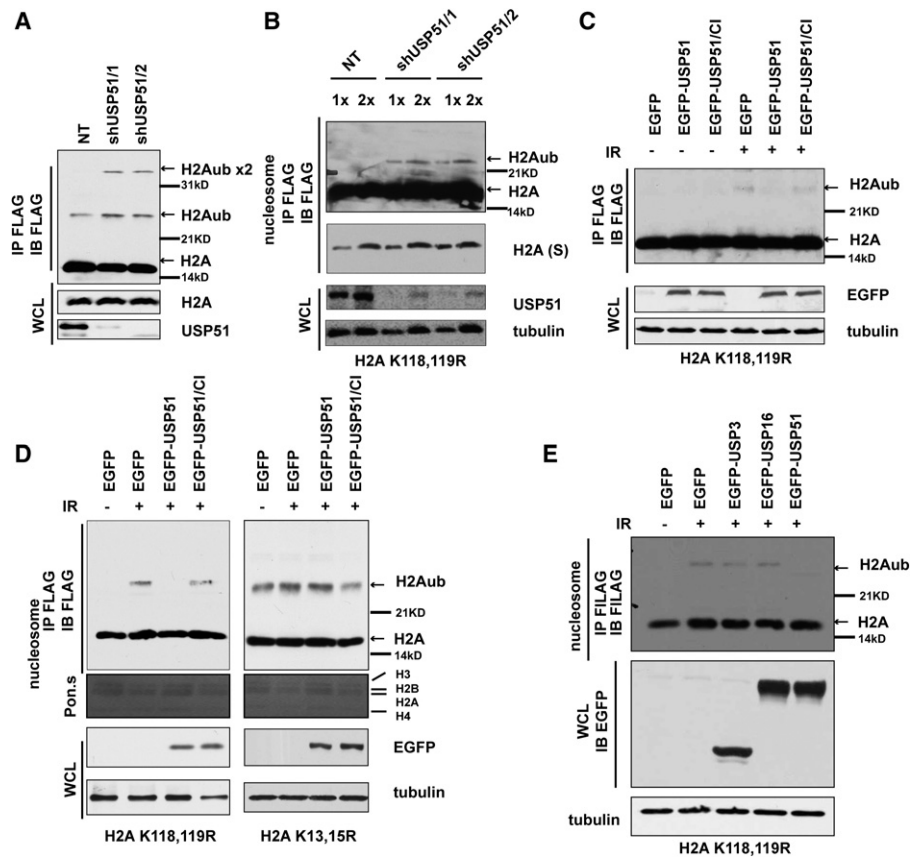 A
NT
shUSP51/1
shUSP51/2
IP FLAG
IB FLAG
H2Aub x2
31kD
H2Aub
21KD
H2A
14kD
WCL
H2A
USP51
B
NT
shUSP51/1
shUSP51/2
1x 2x 1x 2x 1x 2x
nucleosome
IP FLAG
IB FLAG
H2Aub
21KD
H2A
14kD
H2A (S)
WCL
USP51
tubulin
H2A K118,119R
C
EGFP
EGFP-USP51
EGFP-USP51/CI
EGFP
EGFP-USP51
EGFP-USP51/CI
IR - - - + + +
IP FLAG
IB FLAG
H2Aub
21KD
H2A
14kD
WCL
EGFP
tubulin
H2A K118,119R
D
EGFP
EGFP
EGFP-USP51
EGFP-USP51/CI
EGFP
EGFP
EGFP-USP51
EGFP-USP51/CI
IR - + + + - + + +
nucleosome
IP FLAG
IB FLAG
H2Aub
21KD
H2A
14kD
Pon.s
H3
H2B
H2A
H4
WCL
EGFP
tubulin
H2A K118,119R
H2A K13,15R
E
EGFP
EGFP
EGFP-USP3
EGFP-USP16
EGFP-USP51
IR - + + + +
nucleosome
IP FILAG
IB FILAG
H2Aub
21KD
H2A
14kD
WCL
IB EGFP
tubulin
H2A K118,119R